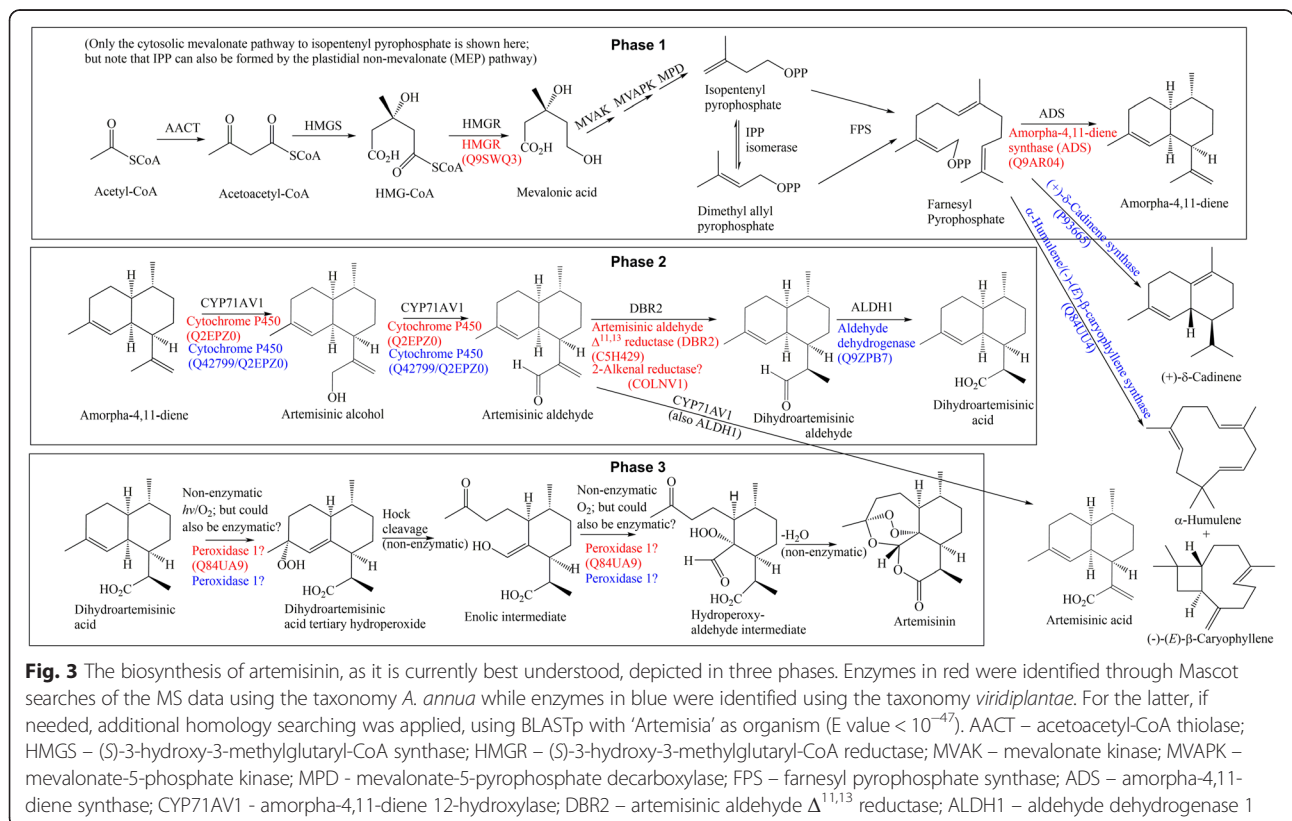 (Only the cytosolic mevalonate pathway to isopentenyl pyrophosphate is shown here;
but note that IPP can also be formed by the plastidial non-mevalonate (MEP) pathway)
Phase 1
O
SCoA
Acetyl-CoA
AACT
O O
SCoA
Acetoacetyl-CoA
HMGS
OH
CO₂H
O
SCoA
HMG-CoA
HMGR
HMGR
(Q9SWQ3)
OH
CO₂H
OH
Mevalonic acid
MVAK MVAPK MPD
OPP
Isopentenyl
pyrophosphate
IPP
isomerase
OPP
Dimethyl allyl
pyrophosphate
FPS
OPP
Farnesyl
Pyrophosphate
ADS
Amorpha-4,11-diene
synthase (ADS)
(Q9AR04)
H
H
H
Amorpha-4,11-diene
(+)-δ-Cadinene synthase
(P93665)
H
(+)-δ-Cadinene
α-Humulene/(-)-(E)-β-caryophyllene synthase
(Q84UU4)
α-Humulene
+
H
H
(-)-(E)-β-Caryophyllene
Phase 2
H
H
H
Amorpha-4,11-diene
CYP71AV1
Cytochrome P450
(Q2EPZ0)
Cytochrome P450
(Q42799/Q2EPZ0)
H
H
H
OH
Artemisinic alcohol
CYP71AV1
Cytochrome P450
(Q2EPZ0)
Cytochrome P450
(Q42799/Q2EPZ0)
H
H
H
H
O
Artemisinic aldehyde
DBR2
Artemisinic aldehyde
Δ¹¹,¹³ reductase (DBR2)
(C5H429)
2-Alkenal reductase?
(COLNV1)
H
H
H
H
O
Dihydroartemisinic
aldehyde
ALDH1
Aldehyde
dehydrogenase
(Q9ZPB7)
H
H
H
HO₂C
Dihydroartemisinic
acid
CYP71AV1
(also ALDH1)
H
H
H
HO₂C
Artemisinic acid
Phase 3
H
H
H
HO₂C
Dihydroartemisinic
acid
Non-enzymatic
hv/O₂; but could
also be enzymatic?
Peroxidase 1?
(Q84UA9)
Peroxidase 1?
H
OOH
H
HO₂C
Dihydroartemisinic
acid tertiary hydroperoxide
Hock
cleavage
(non-enzymatic)
O
H
HO
H
HO₂C
Enolic intermediate
Non-enzymatic
O₂; but could
also be enzymatic?
Peroxidase 1?
(Q84UA9)
Peroxidase 1?
O
H
HOO
H
O
HO₂C
Hydroperoxy-
aldehyde intermediate
-H₂O
(non-enzymatic)
H
O
O
O
H
H
O
O
Artemisinin
Fig. 3 The biosynthesis of artemisinin, as it is currently best understood, depicted in three phases. Enzymes in red were identified through Mascot
searches of the MS data using the taxonomy A. annua while enzymes in blue were identified using the taxonomy viridiplantae. For the latter, if
needed, additional homology searching was applied, using BLASTp with ‘Artemisia’ as organism (E value < 10⁻⁴⁷). AACT – acetoacetyl-CoA thiolase;
HMGS – (S)-3-hydroxy-3-methylglutaryl-CoA synthase; HMGR – (S)-3-hydroxy-3-methylglutaryl-CoA reductase; MVAK – mevalonate kinase; MVAPK –
mevalonate-5-phosphate kinase; MPD - mevalonate-5-pyrophosphate decarboxylase; FPS – farnesyl pyrophosphate synthase; ADS – amorpha-4,11-
diene synthase; CYP71AV1 - amorpha-4,11-diene 12-hydroxylase; DBR2 – artemisinic aldehyde Δ¹¹,¹³ reductase; ALDH1 – aldehyde dehydrogenase 1